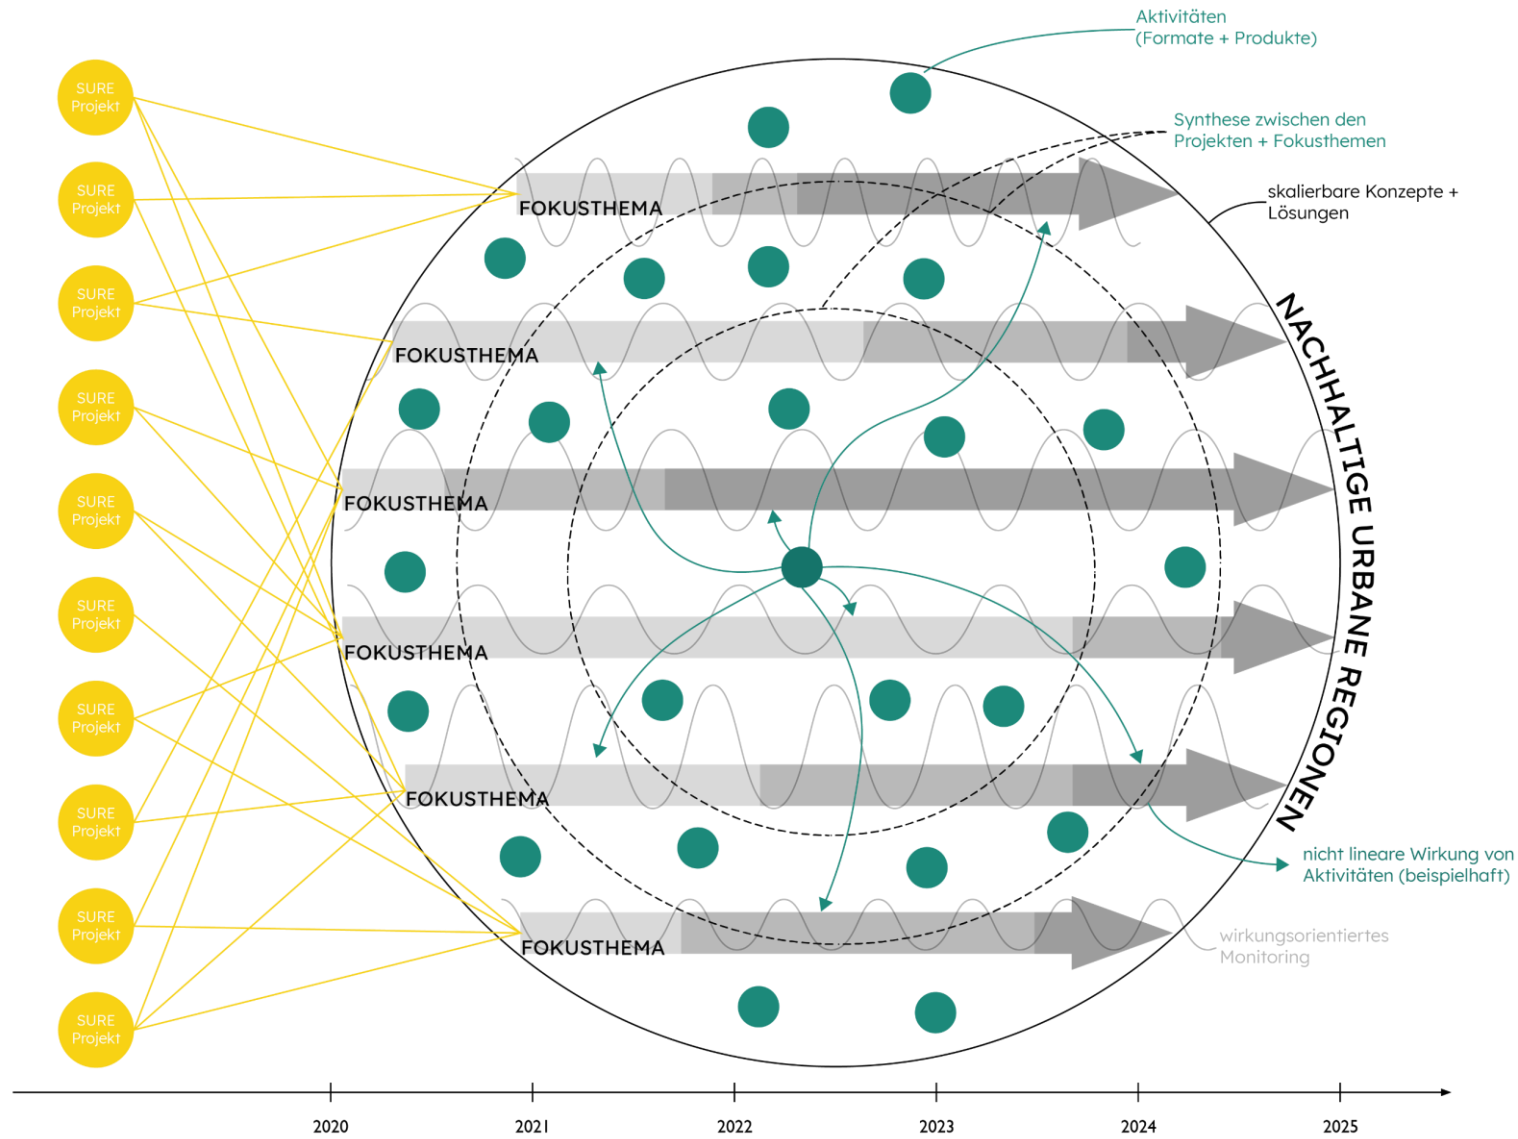 Aktivitäten
(Formate + Produkte)
SURE
Projekt
Synthese zwischen den
Projekten + Fokusthemen
SURE
Projekt
skalierbare Konzepte +
Lösungen
FOKUSTHEMA
SURE
Projekt
FOKUSTHEMA
SURE
Projekt
FOKUSTHEMA
SURE
Projekt
NACHHALTIGE URBANE REGIONEN
SURE
Projekt
FOKUSTHEMA
SURE
Projekt
FOKUSTHEMA
SURE
Projekt
nicht lineare Wirkung von
Aktivitäten (beispielhaft)
SURE
Projekt
FOKUSTHEMA
wirkungsorientiertes
Monitoring
SURE
Projekt
2020 2021 2022 2023 2024 2025